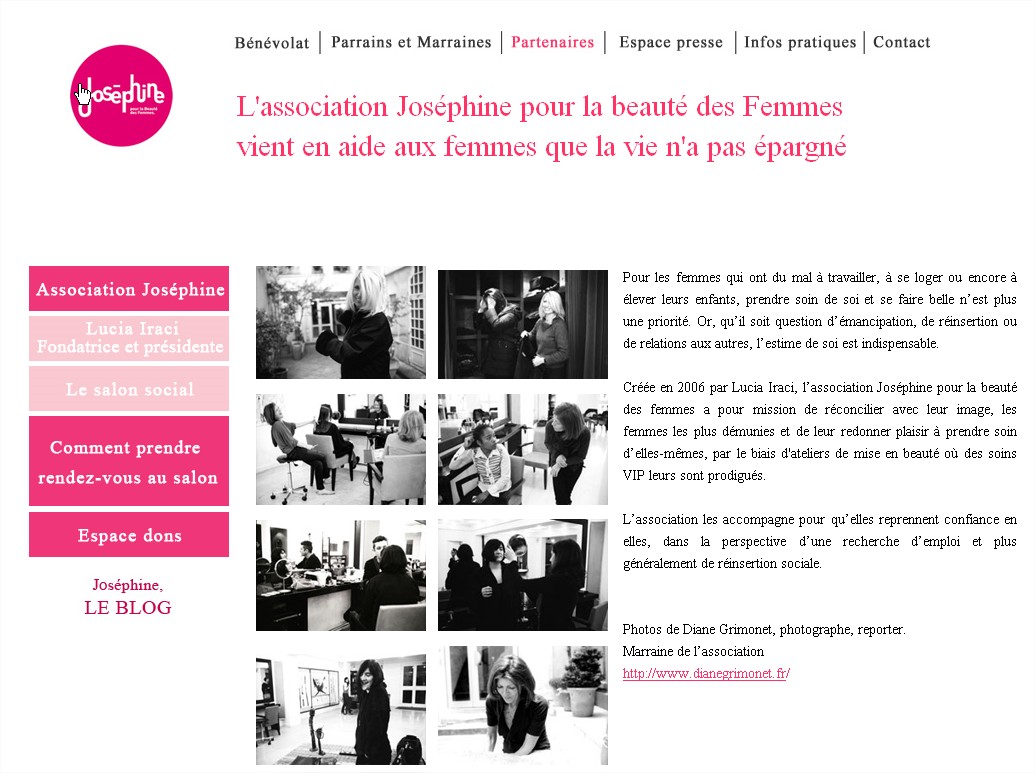 Bénévolat | Parrains et Marraines | Partenaires | Espace presse | Infos pratiques | Contact
Joséphine
pour la Beauté
des Femmes.
L'association Joséphine pour la beauté des Femmes
vient en aide aux femmes que la vie n'a pas épargné
Association Joséphine
Lucia Iraci
Fondatrice et présidente
Le salon social
Comment prendre
rendez-vous au salon
Espace dons
Joséphine,
LE BLOG
Pour les femmes qui ont du mal à travailler, à se loger ou encore à
élever leurs enfants, prendre soin de soi et se faire belle n’est plus
une priorité. Or, qu’il soit question d’émancipation, de réinsertion ou
de relations aux autres, l’estime de soi est indispensable.
Créée en 2006 par Lucia Iraci, l’association Joséphine pour la beauté
des femmes a pour mission de réconcilier avec leur image, les
femmes les plus démunies et de leur redonner plaisir à prendre soin
d’elles-mêmes, par le biais d'ateliers de mise en beauté où des soins
VIP leurs sont prodigués.
L’association les accompagne pour qu’elles reprennent confiance en
elles, dans la perspective d’une recherche d’emploi et plus
généralement de réinsertion sociale.
Photos de Diane Grimonet, photographe, reporter.
Marraine de l’association
http://www.dianegrimonet.fr/